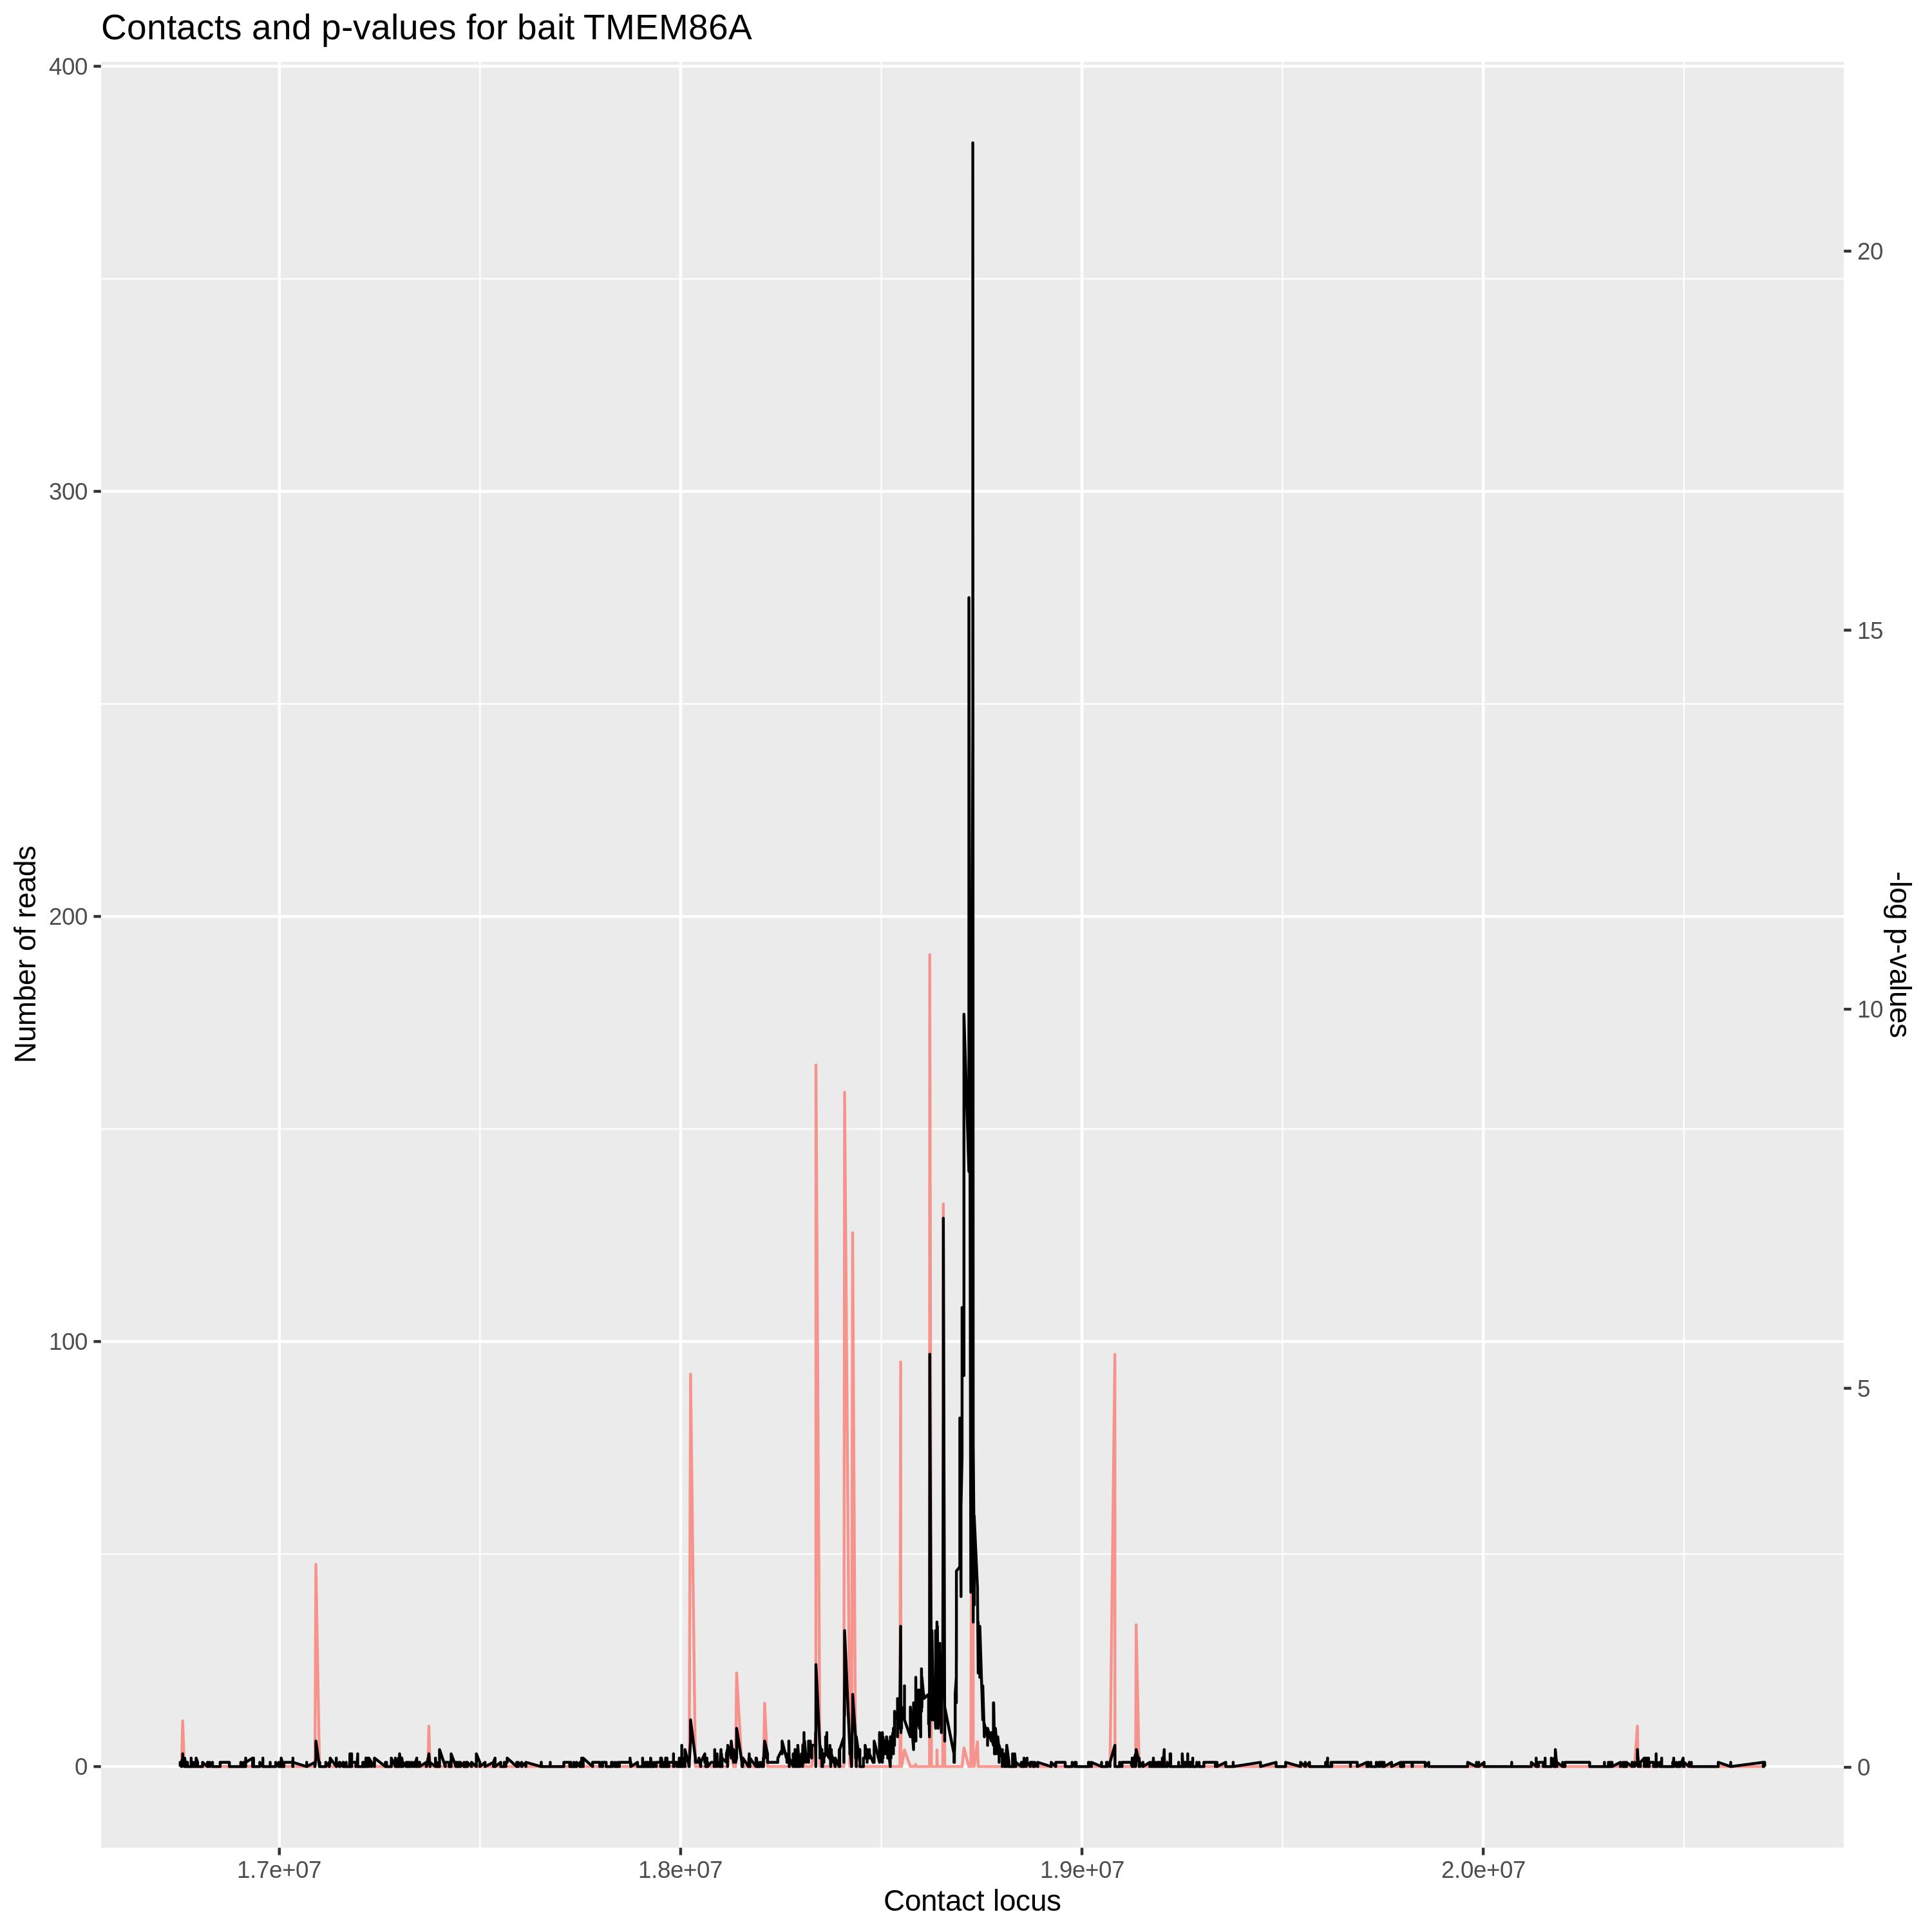 Contacts and p-values for bait TMEM86A
400
300
200
100
0
Number of reads
20
15
10
5
0
-log p-values
1.7e+07
1.8e+07
1.9e+07
2.0e+07
Contact locus